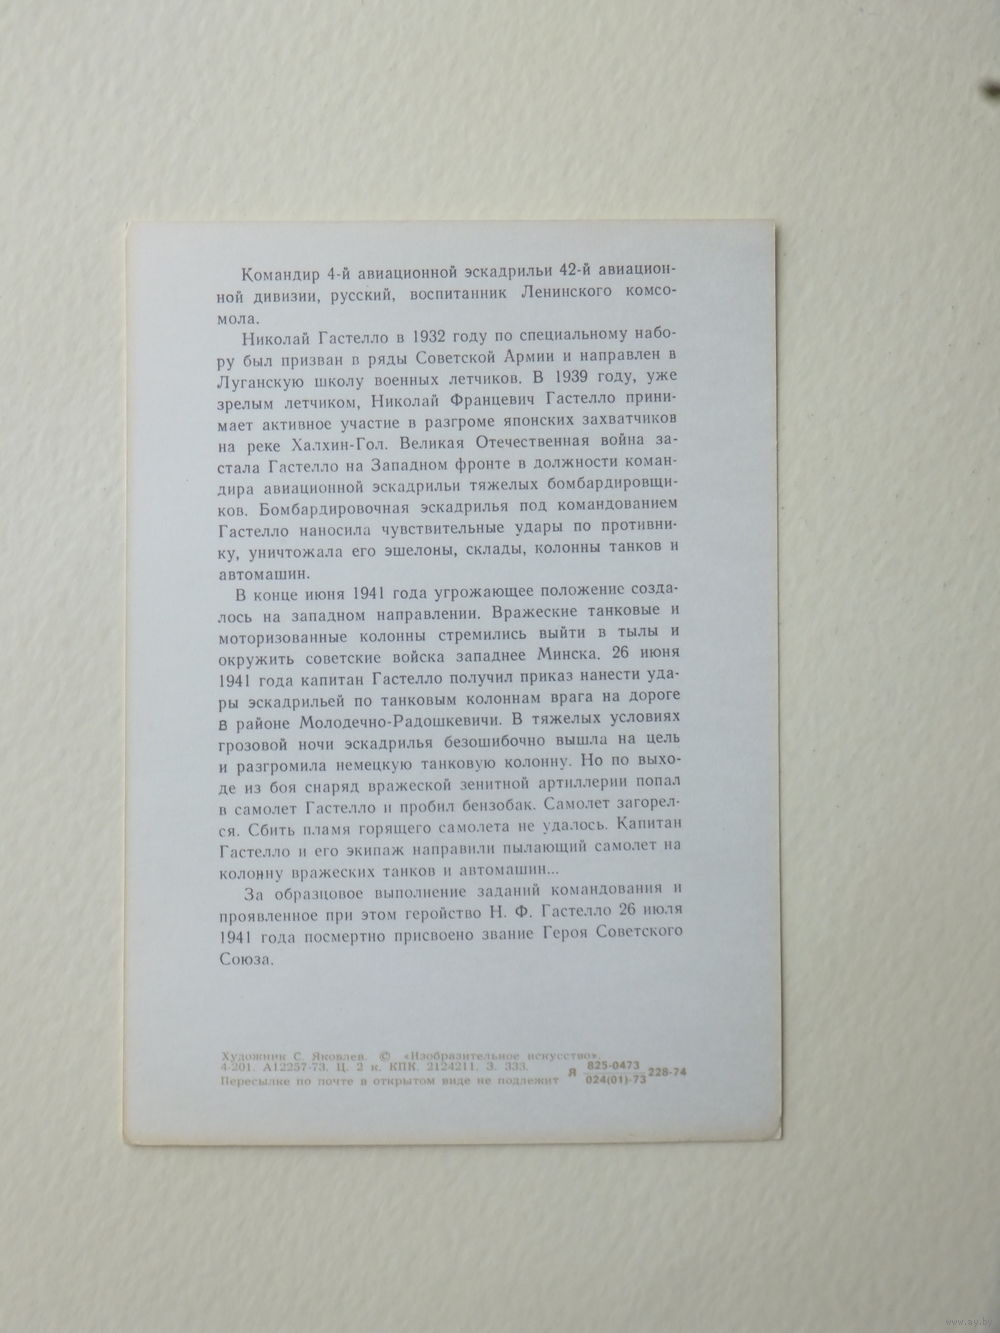 Командир 4-й авиационной эскадрильи 42-й авиацион-
ной дивизии, русский, воспитанник Ленинского комсо-
мола.
Николай Гастелло в 1932 году по специальному набо-
ру был призван в ряды Советской Армии и направлен в
Луганскую школу военных летчиков. В 1939 году, уже
зрелым летчиком, Николай Францевич Гастелло прини-
мает активное участие в разгроме японских захватчиков
на реке Халхин-Гол. Великая Отечественная война за-
стала Гастелло на Западном фронте в должности коман-
дира авиационной эскадрильи тяжелых бомбардировщи-
ков. Бомбардировочная эскадрилья под командованием
Гастелло наносила чувствительные удары по противни-
ку, уничтожала его эшелоны, склады, колонны танков и
автомашин.
В конце июня 1941 года угрожающее положение созда-
лось на западном направлении. Вражеские танковые и
моторизованные колонны стремились выйти в тылы и
окружить советские войска западнее Минска. 26 июня
1941 года капитан Гастелло получил приказ нанести уда-
ры эскадрильей по танковым колоннам врага на дороге
в районе Молодечно-Радошкевичи. В тяжелых условиях
грозовой ночи эскадрилья безошибочно вышла на цель
и разгромила немецкую танковую колонну. Но по выхо-
де из боя снаряд вражеской зенитной артиллерии попал
в самолет Гастелло и пробил бензобак. Самолет загорел-
ся. Сбить пламя горящего самолета не удалось. Капитан
Гастелло и его экипаж направили пылающий самолет на
колонну вражеских танков и автомашин...
За образцовое выполнение заданий командования и
проявленное при этом геройство Н. Ф. Гастелло 26 июля
1941 года посмертно присвоено звание Героя Советского
Союза.
Художник С. Яковлев. © «Изобразительное искусство».
4-201. А12257-73. Ц. 2 к. КПК. 2124211. З. 333.
Пересылке по почте в открытом виде не подлежит
Я 825-0473 228-74
024(01)-73
www.ay.by